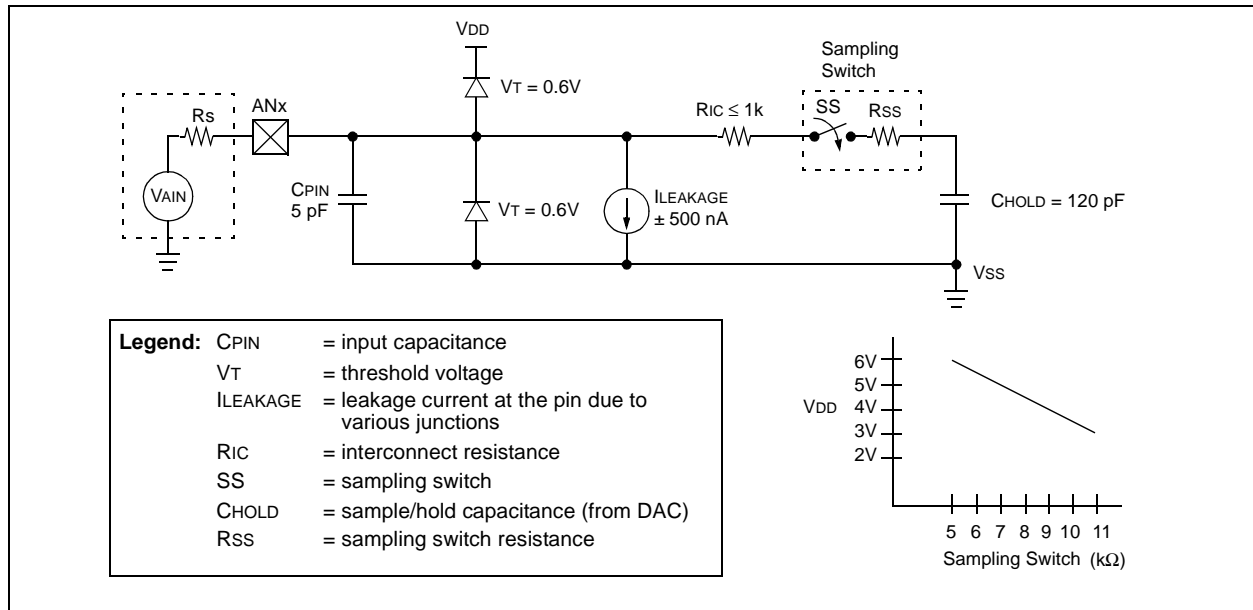 VDD
Sampling
Switch
VT = 0.6V
ANx
RIC ≤ 1k
SS
RSS
RS
VAIN
CPIN
5 pF
VT = 0.6V
ILEAKAGE
± 500 nA
CHOLD = 120 pF
VSS
Legend: CPIN = input capacitance
VT = threshold voltage
ILEAKAGE = leakage current at the pin due to
various junctions
RIC = interconnect resistance
SS = sampling switch
CHOLD = sample/hold capacitance (from DAC)
RSS = sampling switch resistance
6V
5V
VDD 4V
3V
2V
5 6 7 8 9 10 11
Sampling Switch (kΩ)